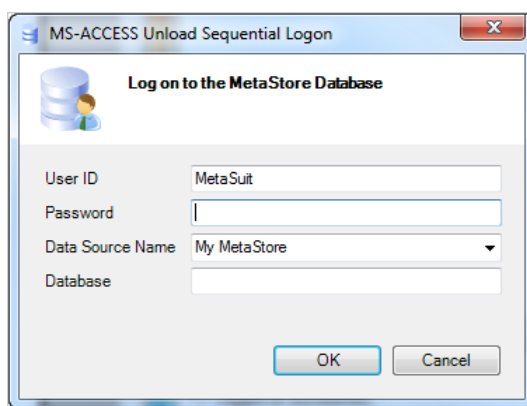 MS-ACCESS Unload Sequential Logon
Log on to the MetaStore Database
User ID MetaSuit
Password
Data Source Name My MetaStore
Database
OK Cancel